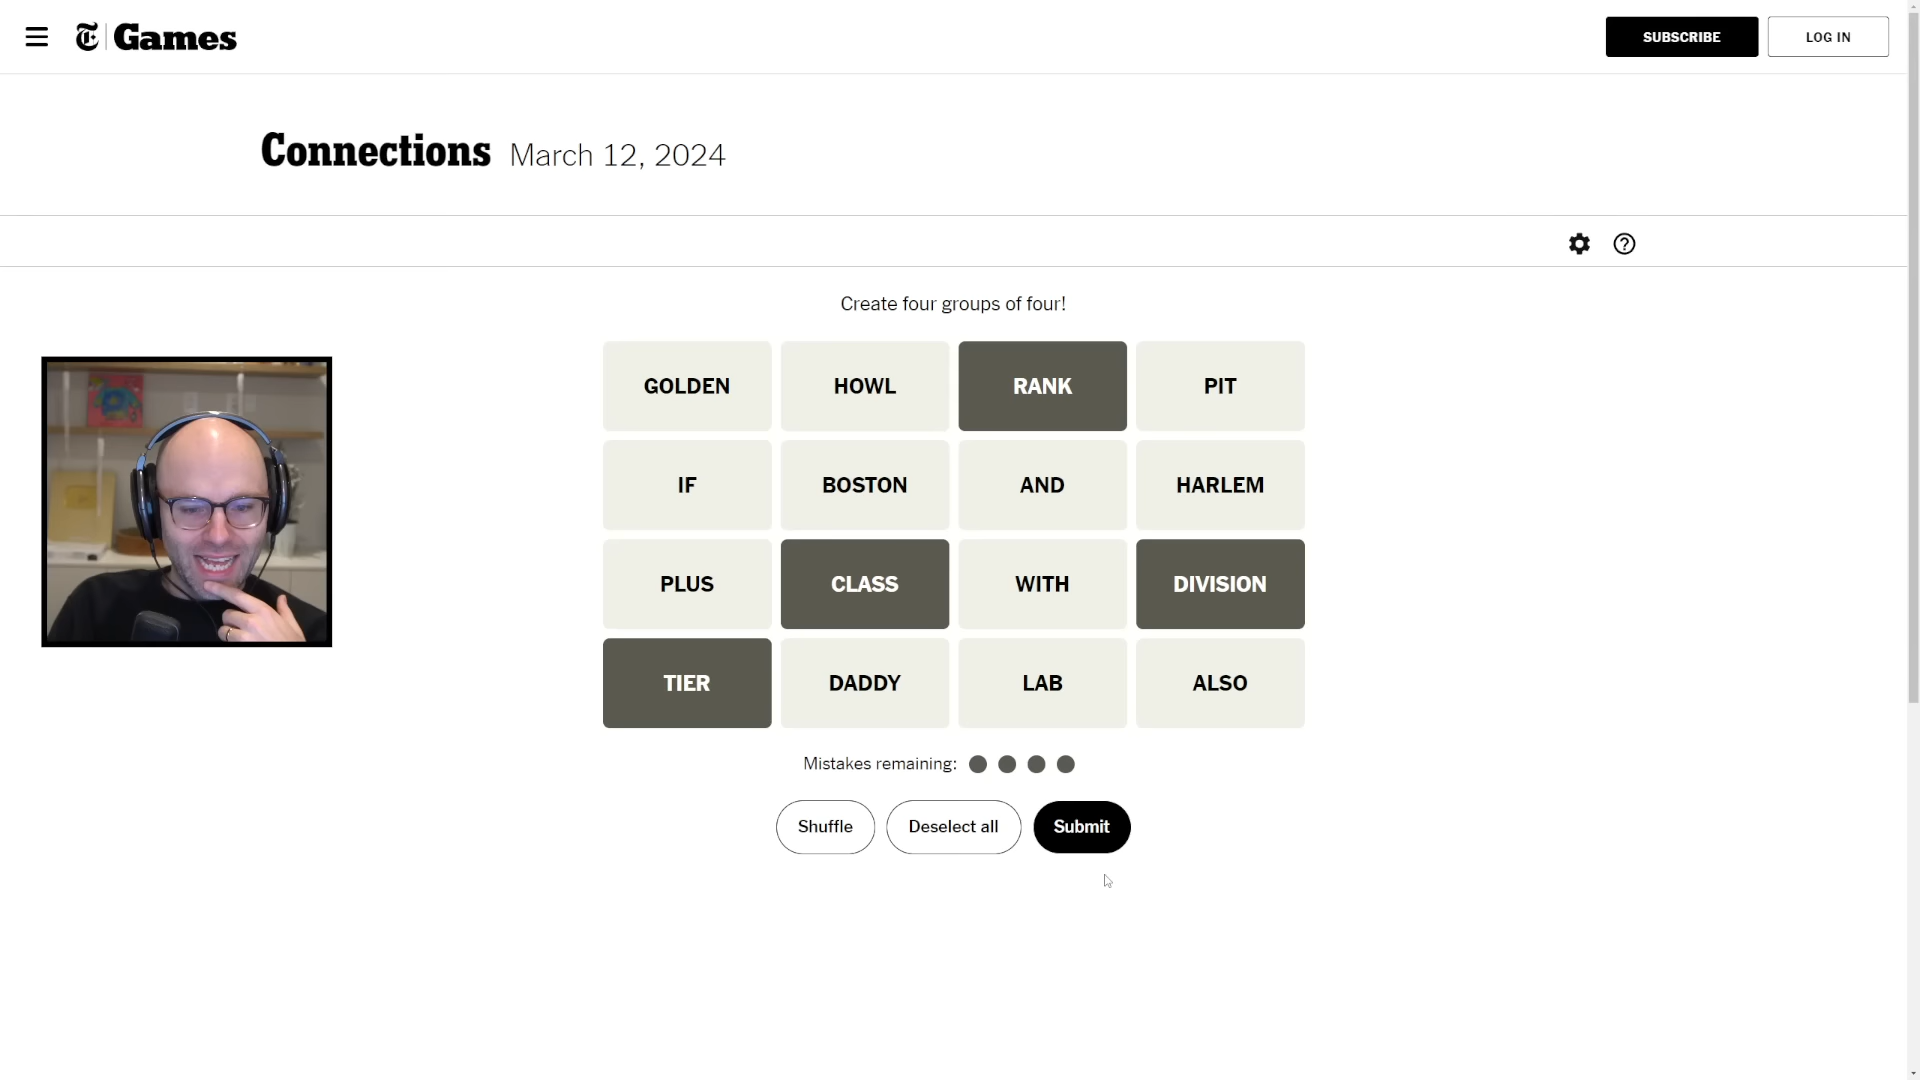 Games
SUBSCRIBE
LOG IN
Connections March 12, 2024
Create four groups of four!
GOLDEN HOWL RANK PIT
IF BOSTON AND HARLEM
PLUS CLASS WITH DIVISION
TIER DADDY LAB ALSO
Mistakes remaining:
Shuffle Deselect all Submit